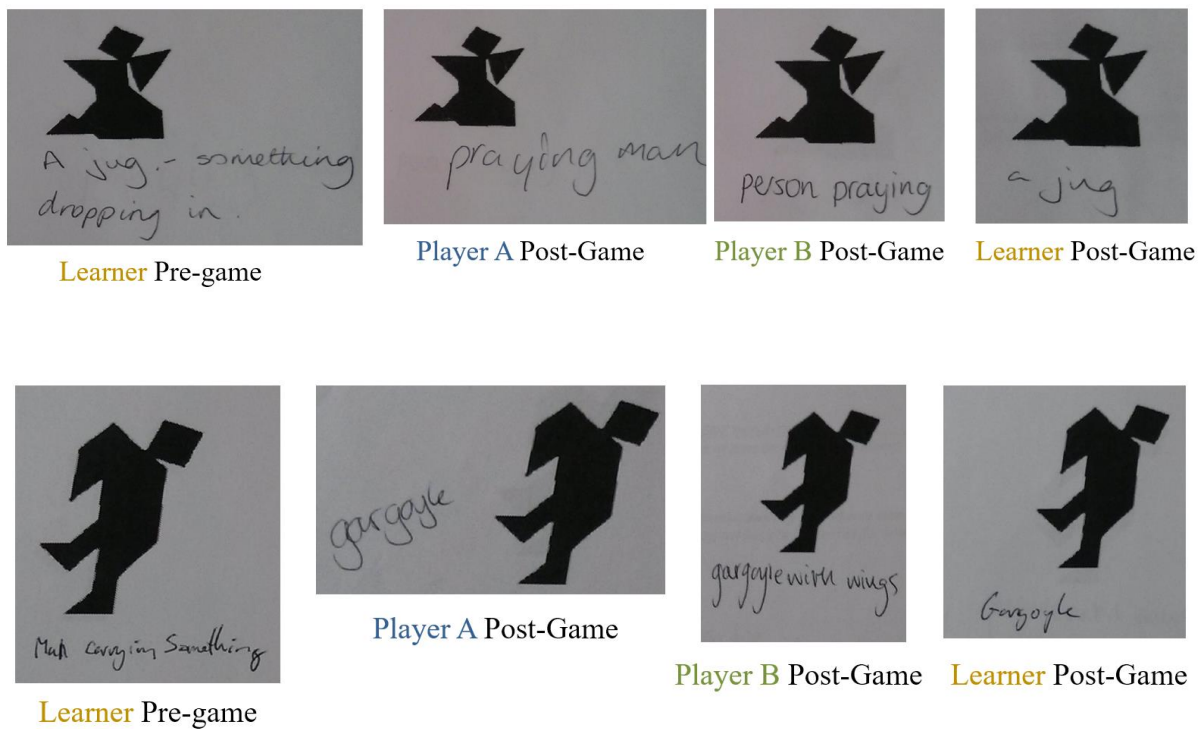 A jug. - something
dropping in.
praying man
person praying
a jug
Learner Pre-game
Player A Post-Game
Player B Post-Game
Learner Post-Game
gargoyle
gargoyle with wings
Gargoyle
Man carrying Something
Player A Post-Game
Player B Post-Game
Learner Post-Game
Learner Pre-game